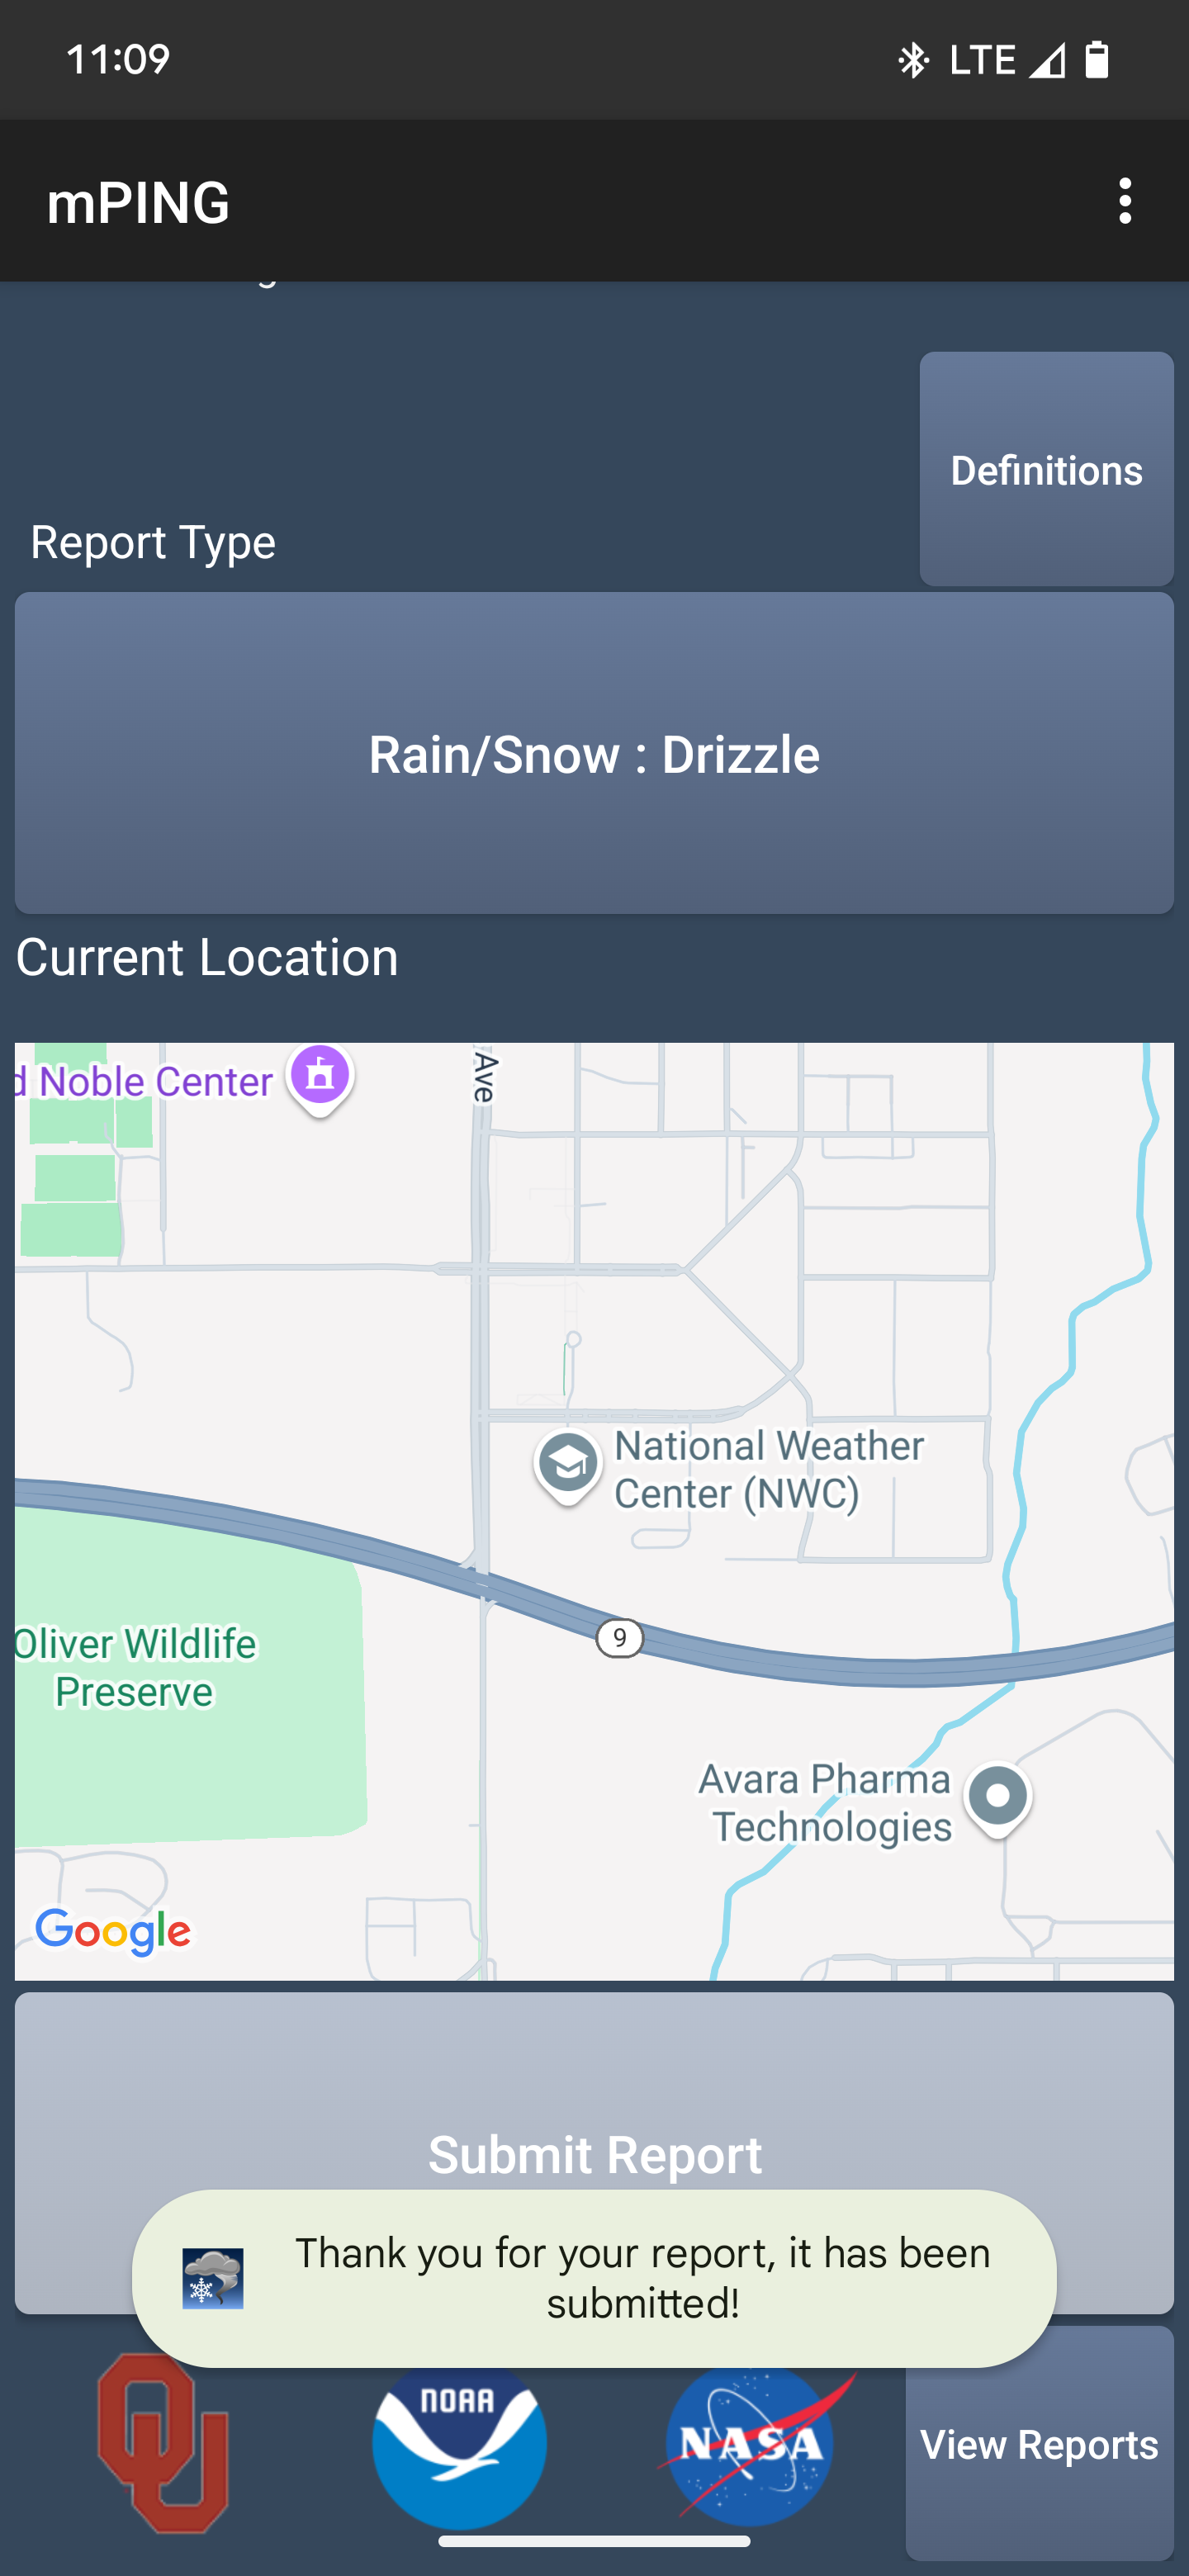 11:09
LTE
mPING
Definitions
Report Type
Rain/Snow : Drizzle
Current Location
d Noble Center
Ave
National Weather
Center (NWC)
9
Oliver Wildlife
Preserve
Avara Pharma
Technologies
Google
Submit Report
Thank you for your report, it has been
submitted!
OU
NOAA
NASA
View Reports